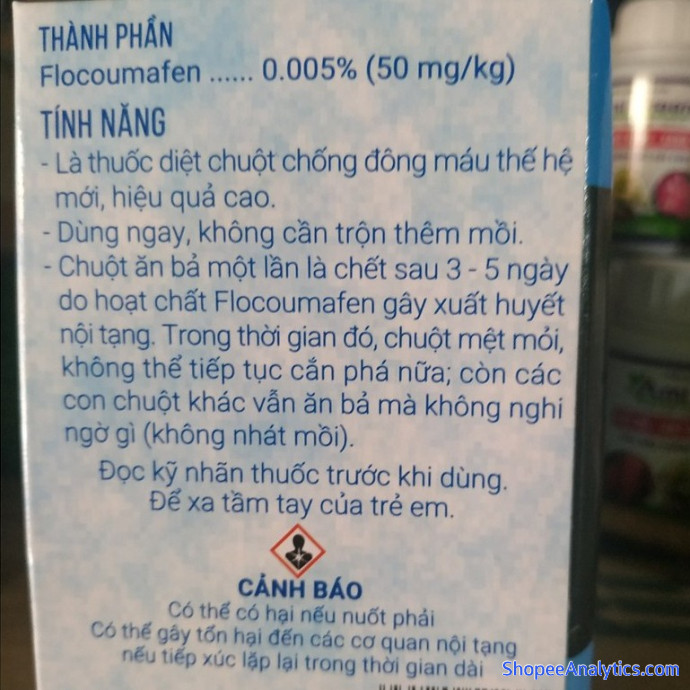 THÀNH PHẦN
Flocoumafen ...... 0.005% (50 mg/kg)
TÍNH NĂNG
- Là thuốc diệt chuột chống đông máu thế hệ
mới, hiệu quả cao.
- Dùng ngay, không cần trộn thêm mồi.
- Chuột ăn bả một lần là chết sau 3 - 5 ngày
do hoạt chất Flocoumafen gây xuất huyết
nội tạng. Trong thời gian đó, chuột mệt mỏi,
không thể tiếp tục cắn phá nữa; còn các
con chuột khác vẫn ăn bả mà không nghi
ngờ gì (không nhát mồi).
Đọc kỹ nhãn thuốc trước khi dùng.
Để xa tầm tay của trẻ em.
CẢNH BÁO
Có thể có hại nếu nuốt phải
Có thể gây tổn hại đến các cơ quan nội tạng
nếu tiếp xúc lặp lại trong thời gian dài
ShopeeAnalytics.com